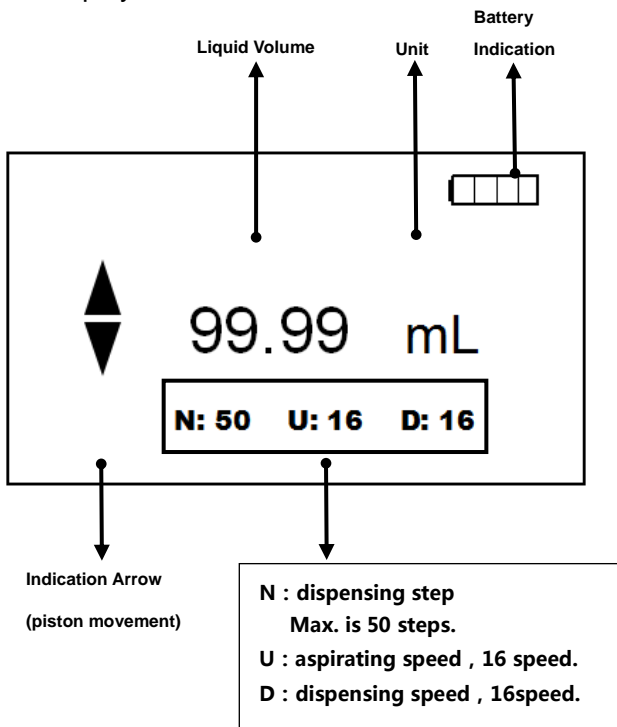 Battery
Liquid Volume Unit Indication
99.99 mL
N: 50 U: 16 D: 16
Indication Arrow
(piston movement)
N : dispensing step
Max. is 50 steps.
U : aspirating speed , 16 speed.
D : dispensing speed , 16speed.